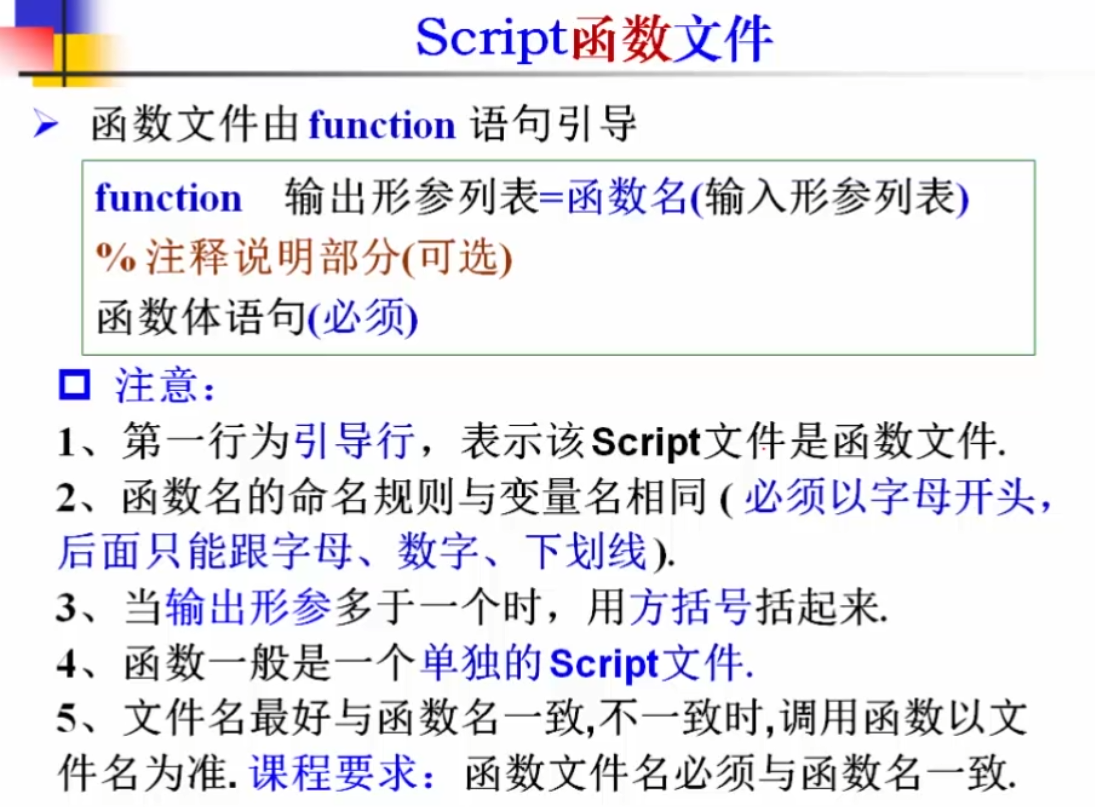 Script函数文件
函数文件由 function 语句引导
function 输出形参列表=函数名(输入形参列表)
% 注释说明部分(可选)
函数体语句(必须)
注意：
1、第一行为引导行，表示该Script文件是函数文件.
2、函数名的命名规则与变量名相同 ( 必须以字母开头，
后面只能跟字母、数字、下划线 ).
3、当输出形参多于一个时，用方括号括起来.
4、函数一般是一个单独的Script文件.
5、文件名最好与函数名一致,不一致时,调用函数以文
件名为准. 课程要求：函数文件名必须与函数名一致.